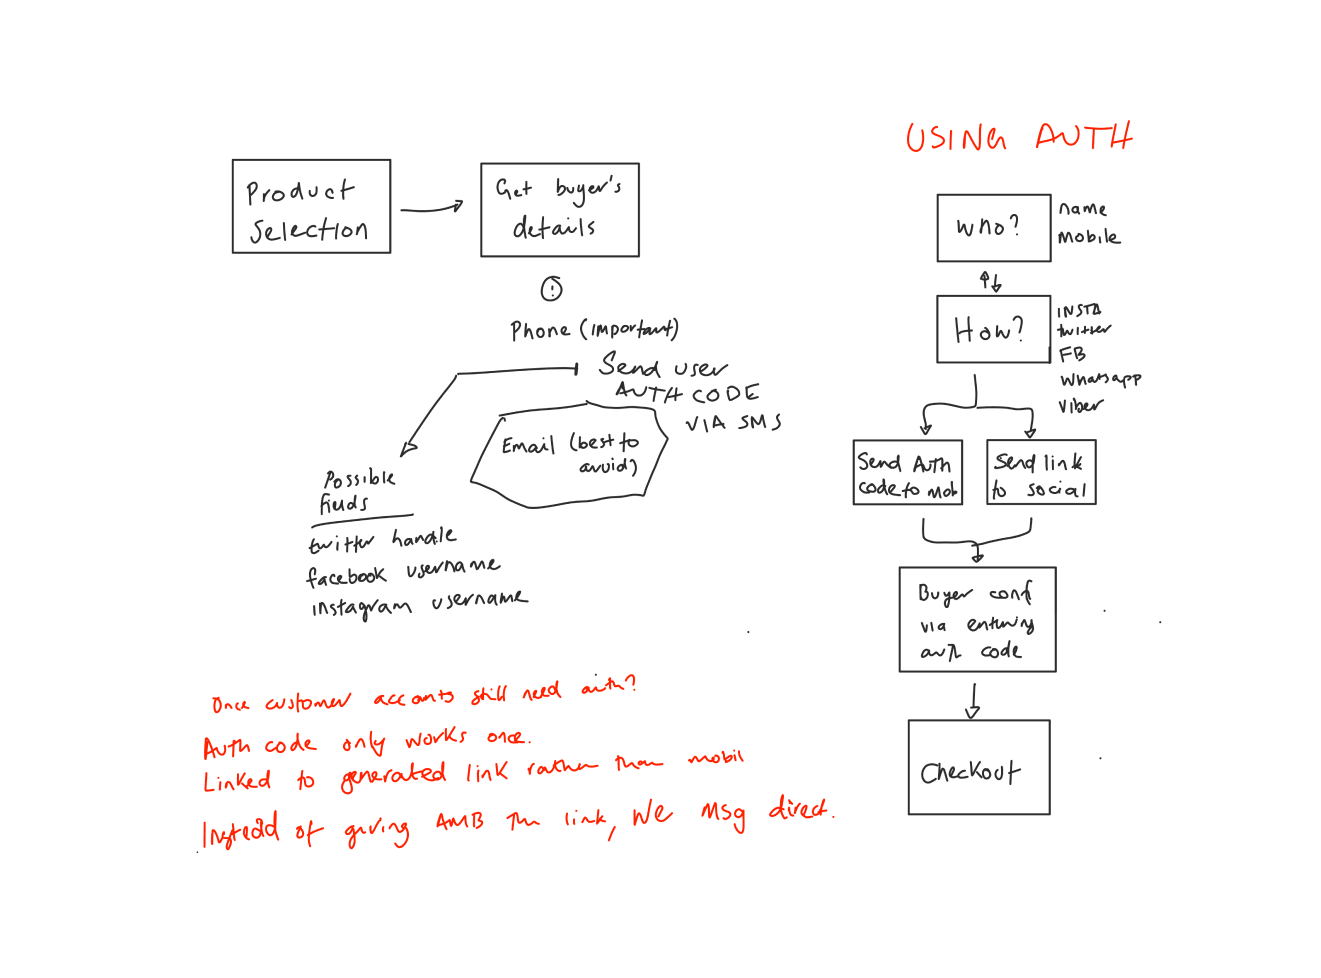 USING AUTH
Product
Selection
Get buyer's
details
!
Phone (important)
Send user
AUTH CODE
VIA SMS
Email (best to
avoid)
Possible
fields
twitter handle
facebook username
instagram username
Who?
name
mobile
How?
INSTA
twitter
FB
Whatsapp
Viber
Send Auth
code to mob
Send link
to social
Buyer conf
via entering
auth code
Checkout
Once customer accounts still need auth?
Auth code only works once.
Linked to generated link rather than mobil
Instead of giving AMB the link, We Msg direct.